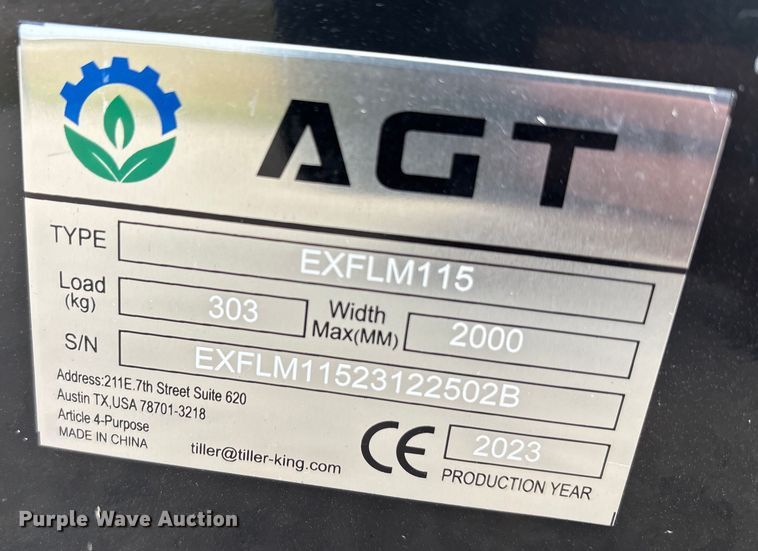 AGT
TYPE EXFLM115
Load (kg) 303 Width Max(MM) 2000
S/N EXFLM11523122502B
Address:211E.7th Street Suite 620
Austin TX,USA 78701-3218
Article 4-Purpose
MADE IN CHINA
tiller@tiller-king.com
CE 2023
PRODUCTION YEAR
Purple Wave Auction